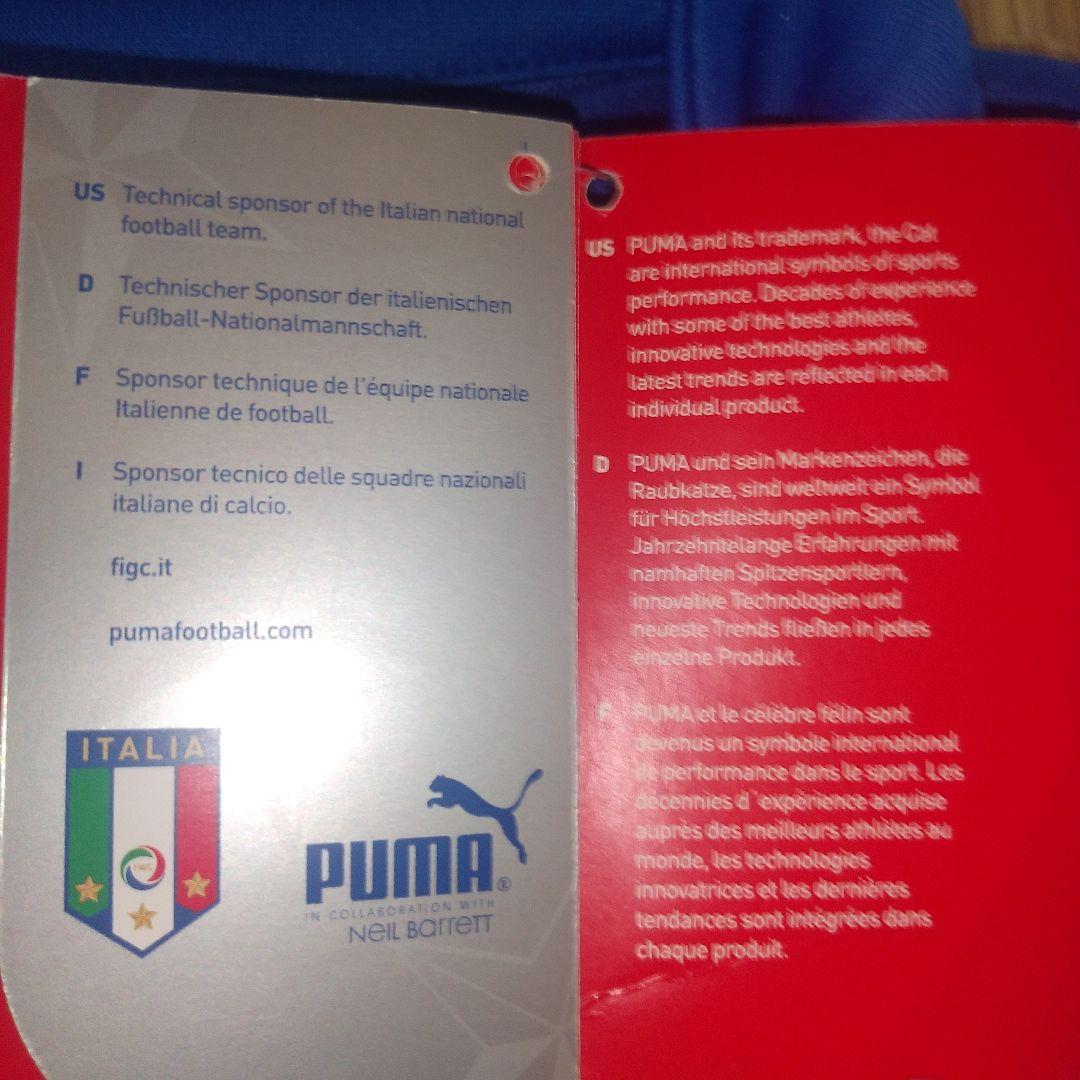 US Technical sponsor of the Italian national
football team.
D Technischer Sponsor der italienischen
Fußball-Nationalmannschaft.
F Sponsor technique de l'équipe nationale
Italienne de football.
I Sponsor tecnico delle squadre nazionali
italiane di calcio.
figc.it
pumafootball.com
ITALIA
FIGC
PUMA®
IN COLLABORATION WITH
NEIL BARRETT
US PUMA and its trademark, the Cat
are international symbols of sports
performance. Decades of experience
with some of the best athletes,
innovative technologies and the
latest trends are reflected in each
individual product.
D PUMA und sein Markenzeichen, die
Raubkatze, sind weltweit ein Symbol
für Höchstleistungen im Sport.
Jahrzehntelange Erfahrungen mit
namhaften Spitzensportlern,
innovative Technologien und
neueste Trends fließen in jedes
einzelne Produkt.
F PUMA et le célèbre félin sont
devenus un symbole international
de performance dans le sport. Les
décennies d'expérience acquise
auprès des meilleurs athlètes au
monde, les technologies
innovatrices et les dernières
tendances sont intégrées dans
chaque produit.